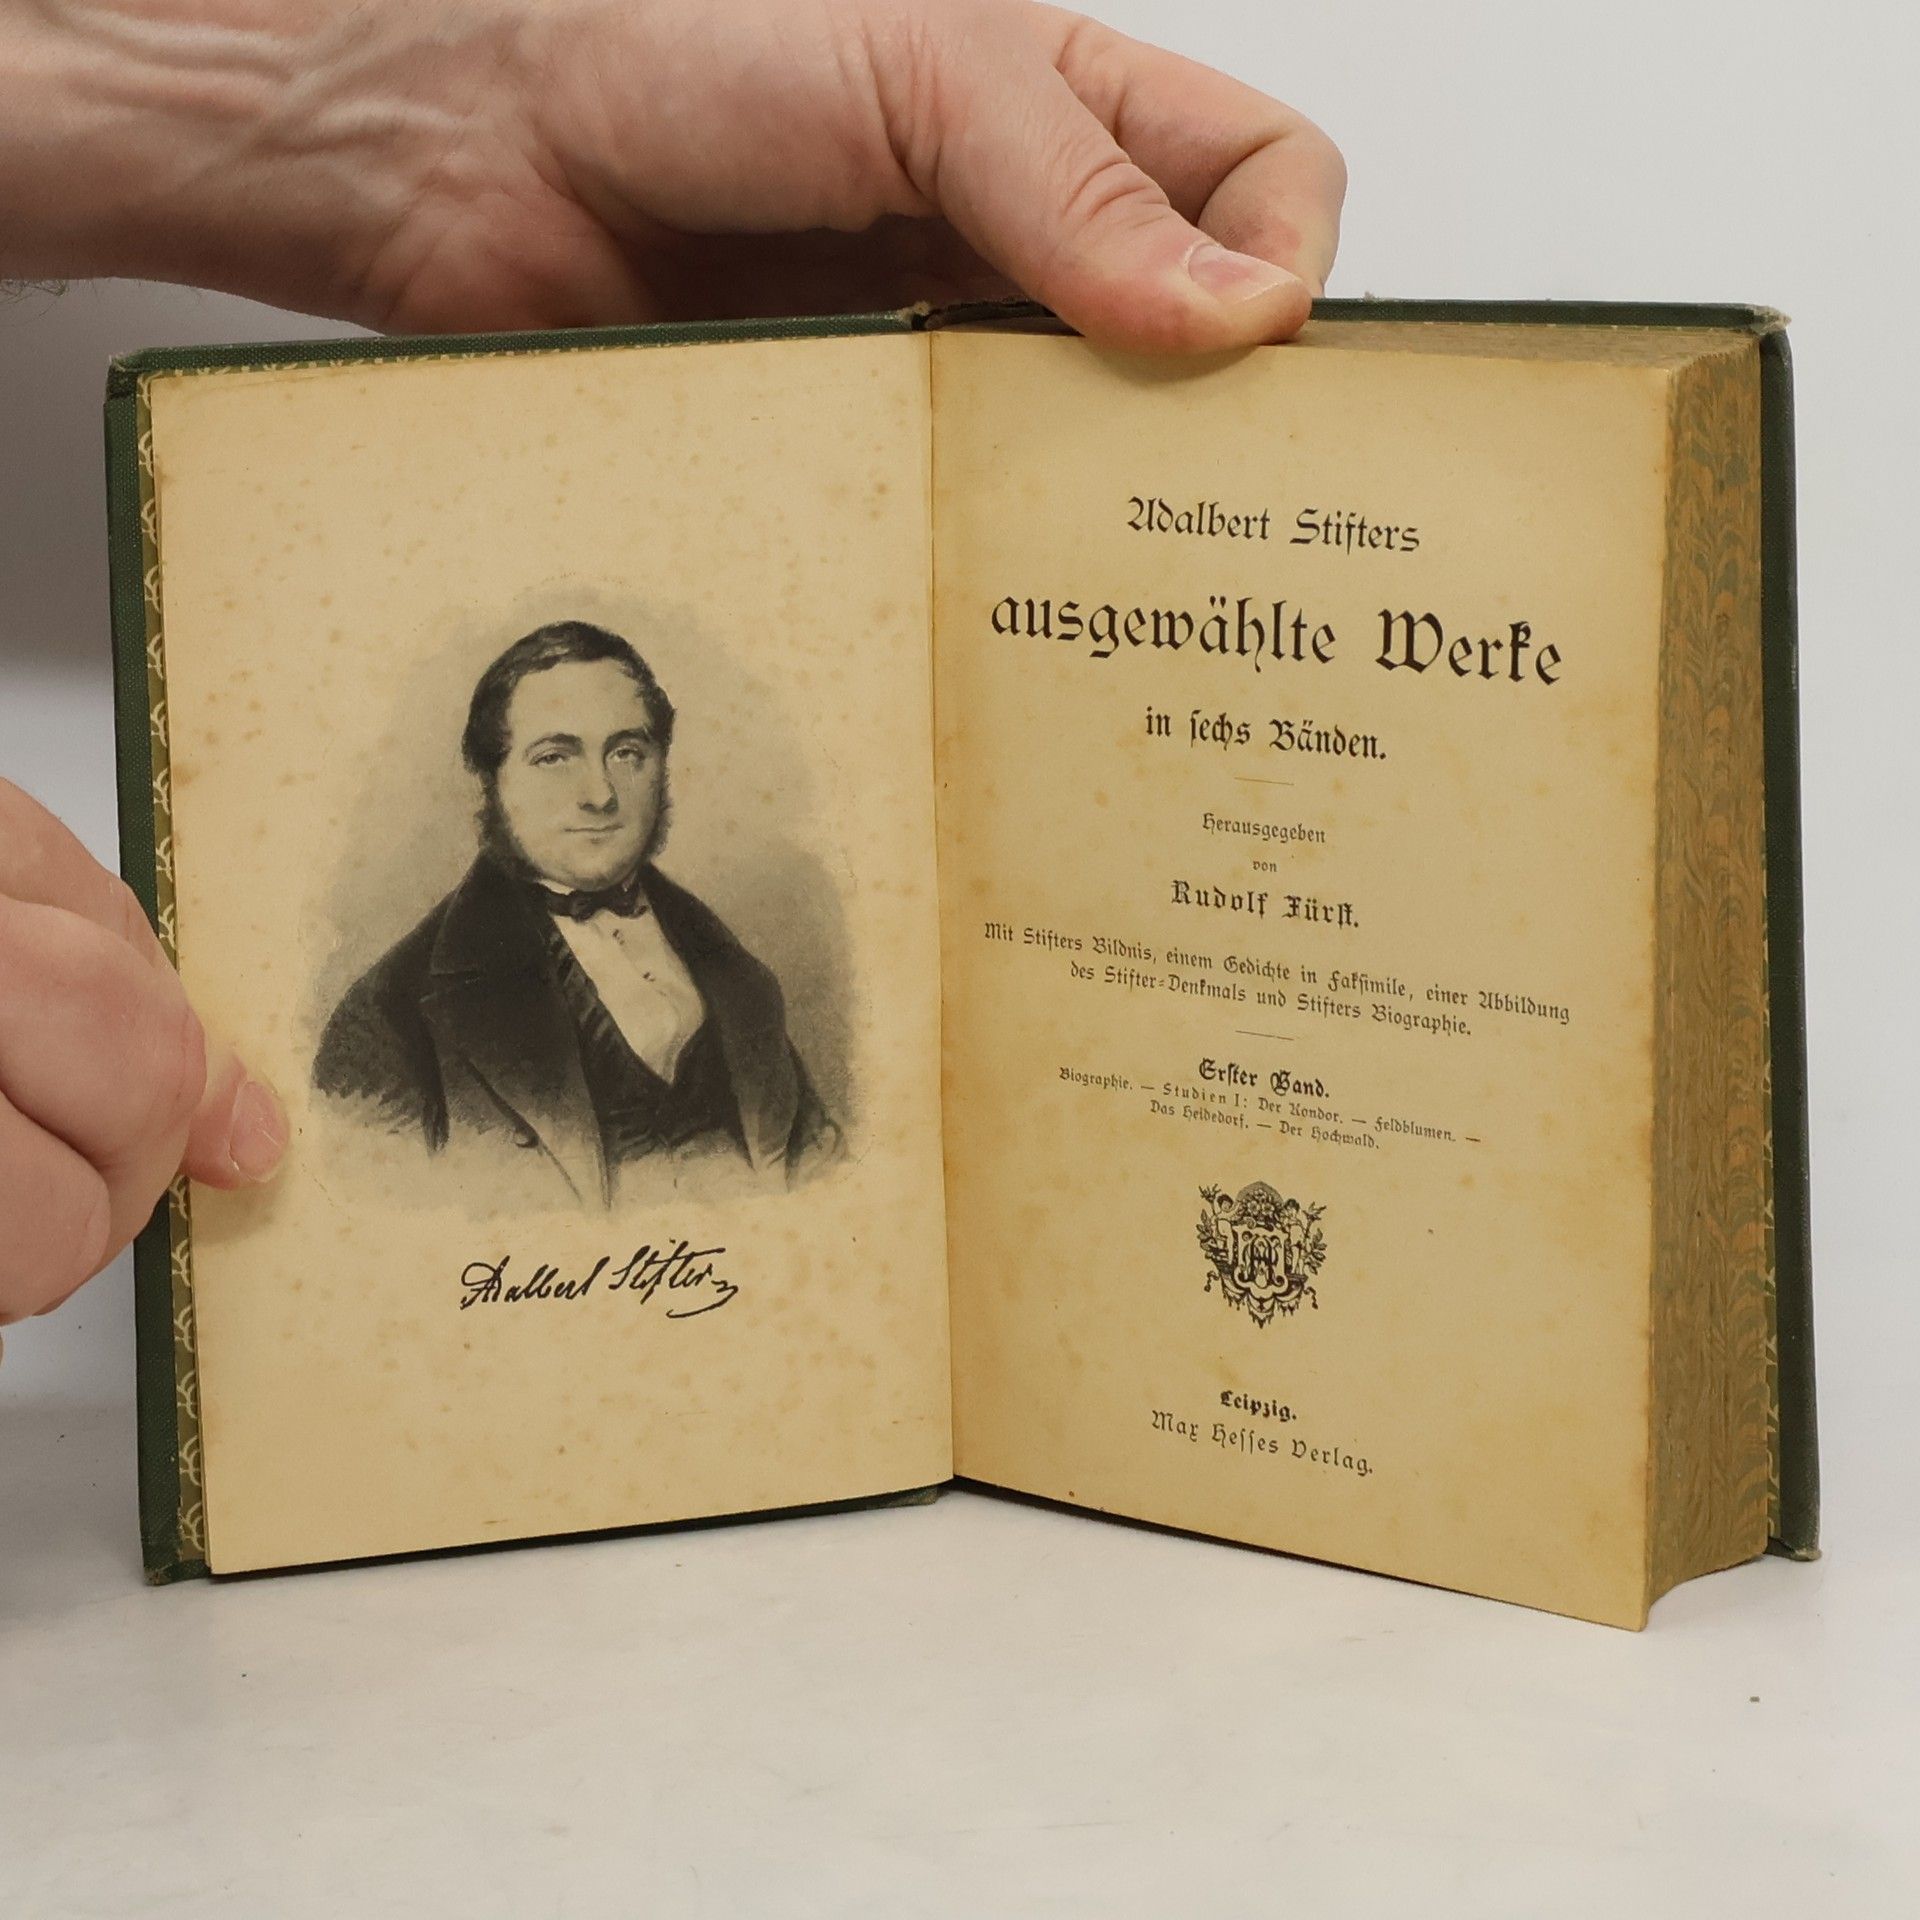 Adalbert Stifter
Adalbert Stifters
ausgewählte Werke
in sechs Bänden.
Herausgegeben
von
Rudolf Fürst.
Mit Stifters Bildnis, einem Gedichte in Faksimile, einer Abbildung
des Stifter-Denkmals und Stifters Biographie.
Erster Band.
Biographie. — Studien I: Der Kondor. — Feldblumen. —
Das Heidedorf. — Der Hochwald.
Leipzig.
Max Hesses Verlag.